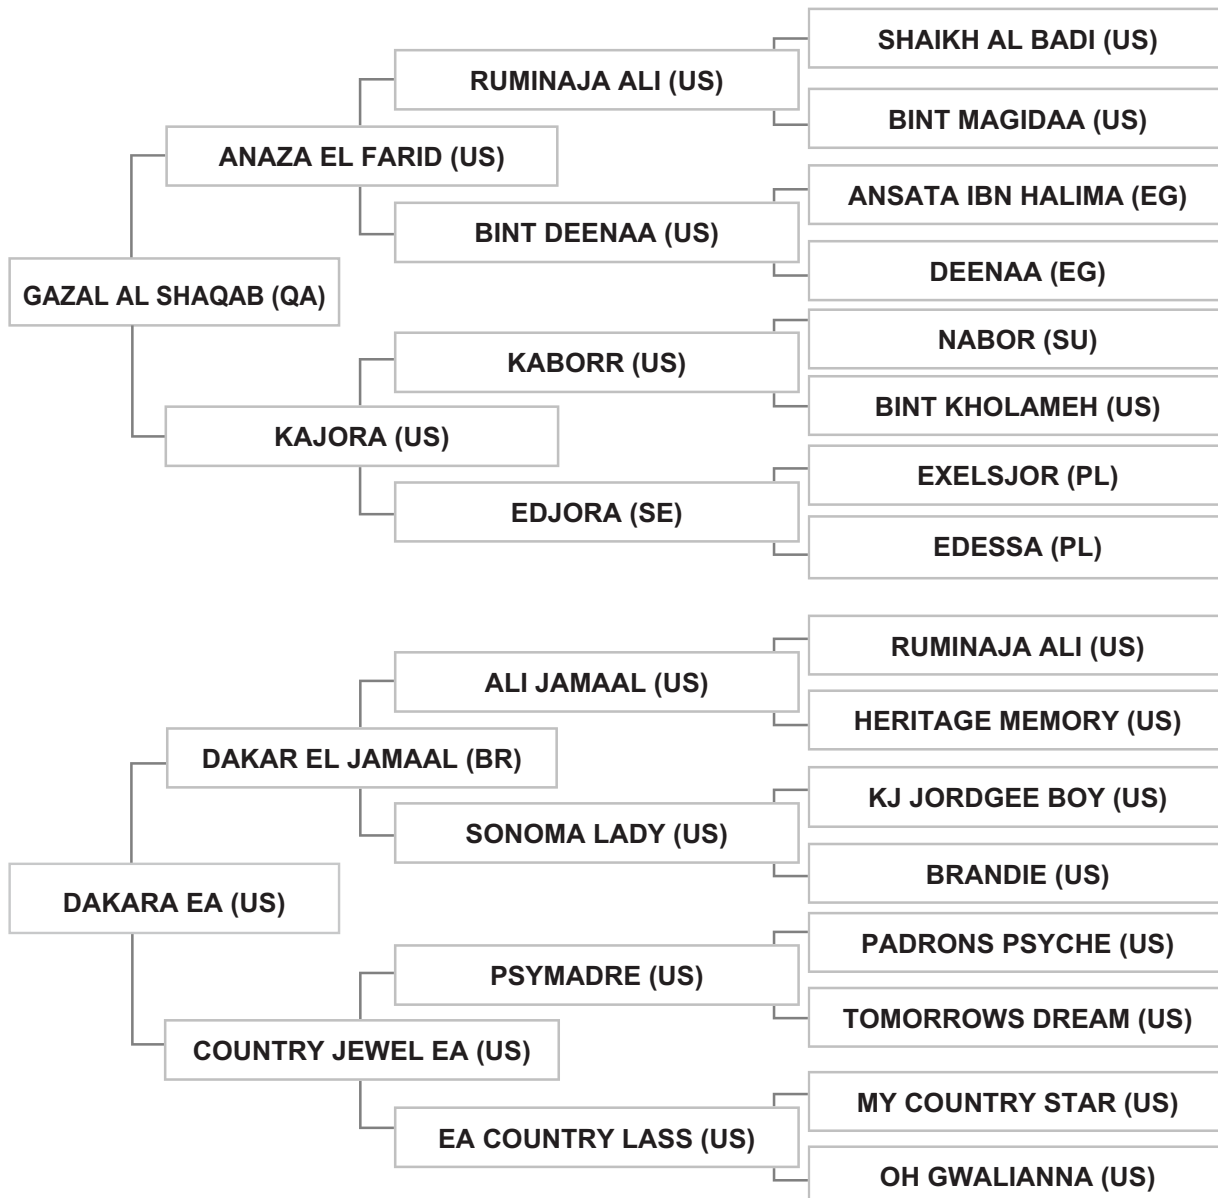 SHAIKH AL BADI (US)
RUMINAJA ALI (US)
BINT MAGIDAA (US)
ANAZA EL FARID (US)
ANSATA IBN HALIMA (EG)
BINT DEENAA (US)
DEENAA (EG)
GAZAL AL SHAQAB (QA)
NABOR (SU)
KABORR (US)
BINT KHOLAMEH (US)
KAJORA (US)
EXELSJOR (PL)
EDJORA (SE)
EDESSA (PL)
RUMINAJA ALI (US)
ALI JAMAAL (US)
HERITAGE MEMORY (US)
DAKAR EL JAMAAL (BR)
KJ JORDGEE BOY (US)
SONOMA LADY (US)
BRANDIE (US)
DAKARA EA (US)
PADRONS PSYCHE (US)
PSYMADRE (US)
TOMORROWS DREAM (US)
COUNTRY JEWEL EA (US)
MY COUNTRY STAR (US)
EA COUNTRY LASS (US)
OH GWALIANNA (US)